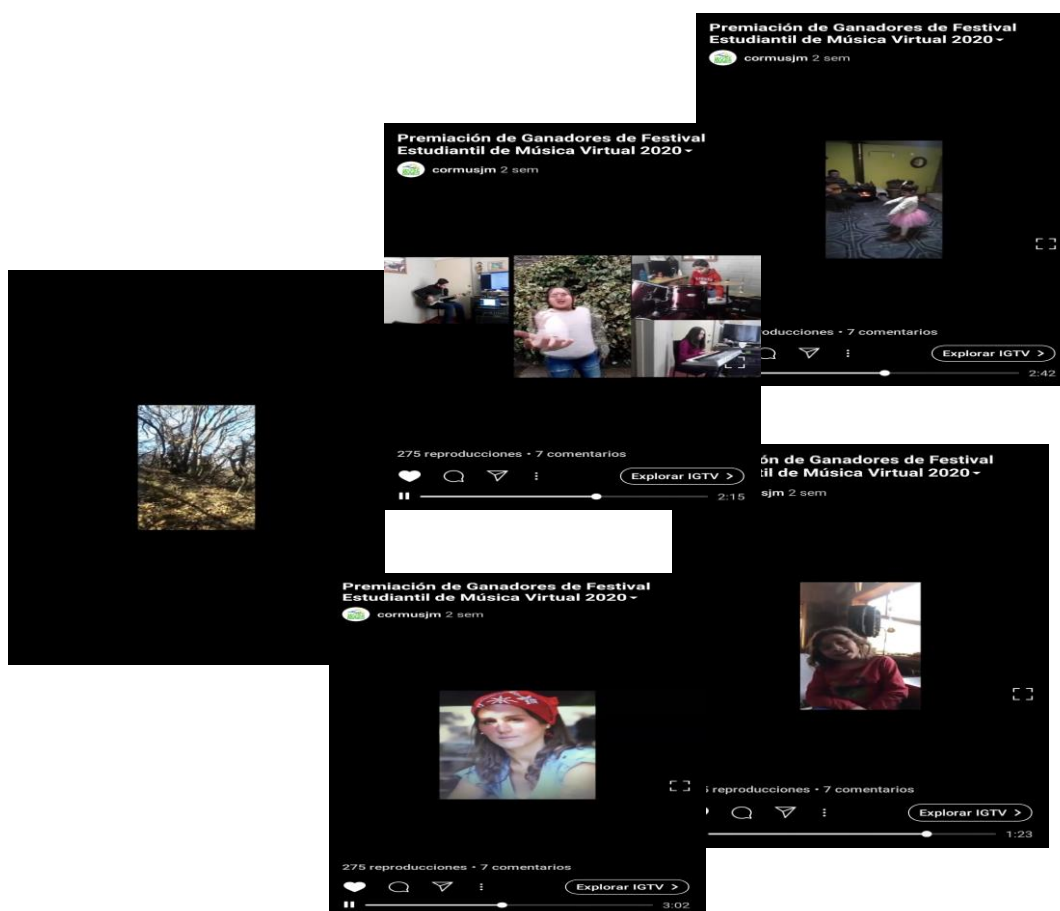 Premiación de Ganadores de Festival
Estudiantil de Música Virtual 2020
cormusjm 2 sem
oducciones • 7 comentarios
Explorar IGTV >
2:42
Premiación de Ganadores de Festival
Estudiantil de Música Virtual 2020
cormusjm 2 sem
275 reproducciones • 7 comentarios
Explorar IGTV >
2:15
ón de Ganadores de Festival
til de Música Virtual 2020
sjm 2 sem
reproducciones • 7 comentarios
Explorar IGTV >
1:23
Premiación de Ganadores de Festival
Estudiantil de Música Virtual 2020
cormusjm 2 sem
275 reproducciones • 7 comentarios
Explorar IGTV >
3:02